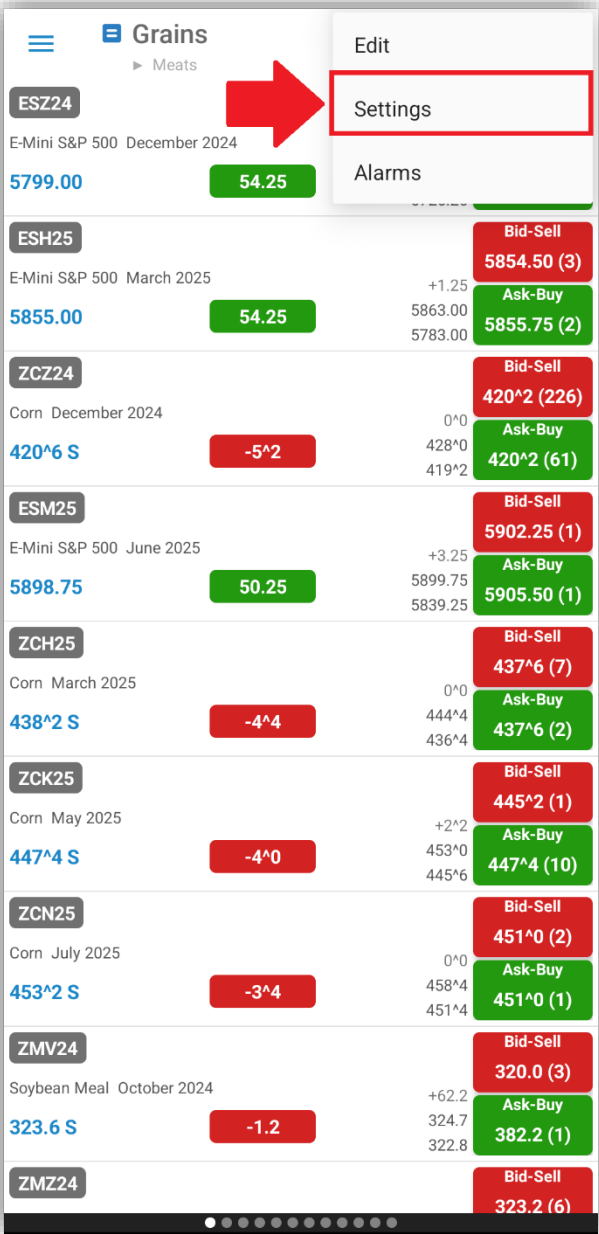 Grains
► Meats
Edit
Settings
Alarms
ESZ24
E-Mini S&P 500 December 2024
5799.00
54.25
ESH25
E-Mini S&P 500 March 2025
5855.00
54.25
+1.25
5863.00
5783.00
Bid-Sell
5854.50 (3)
Ask-Buy
5855.75 (2)
ZCZ24
Corn December 2024
420^6 S
-5^2
0^0
428^0
419^2
Bid-Sell
420^2 (226)
Ask-Buy
420^2 (61)
ESM25
E-Mini S&P 500 June 2025
5898.75
50.25
+3.25
5899.75
5839.25
Bid-Sell
5902.25 (1)
Ask-Buy
5905.50 (1)
ZCH25
Corn March 2025
438^2 S
-4^4
0^0
444^4
436^4
Bid-Sell
437^6 (7)
Ask-Buy
437^6 (2)
ZCK25
Corn May 2025
447^4 S
-4^0
+2^2
453^0
445^6
Bid-Sell
445^2 (1)
Ask-Buy
447^4 (10)
ZCN25
Corn July 2025
453^2 S
-3^4
0^0
458^4
451^4
Bid-Sell
451^0 (2)
Ask-Buy
451^0 (1)
ZMV24
Soybean Meal October 2024
323.6 S
-1.2
+62.2
324.7
322.8
Bid-Sell
320.0 (3)
Ask-Buy
382.2 (1)
ZMZ24
Bid-Sell
323.2 (6)